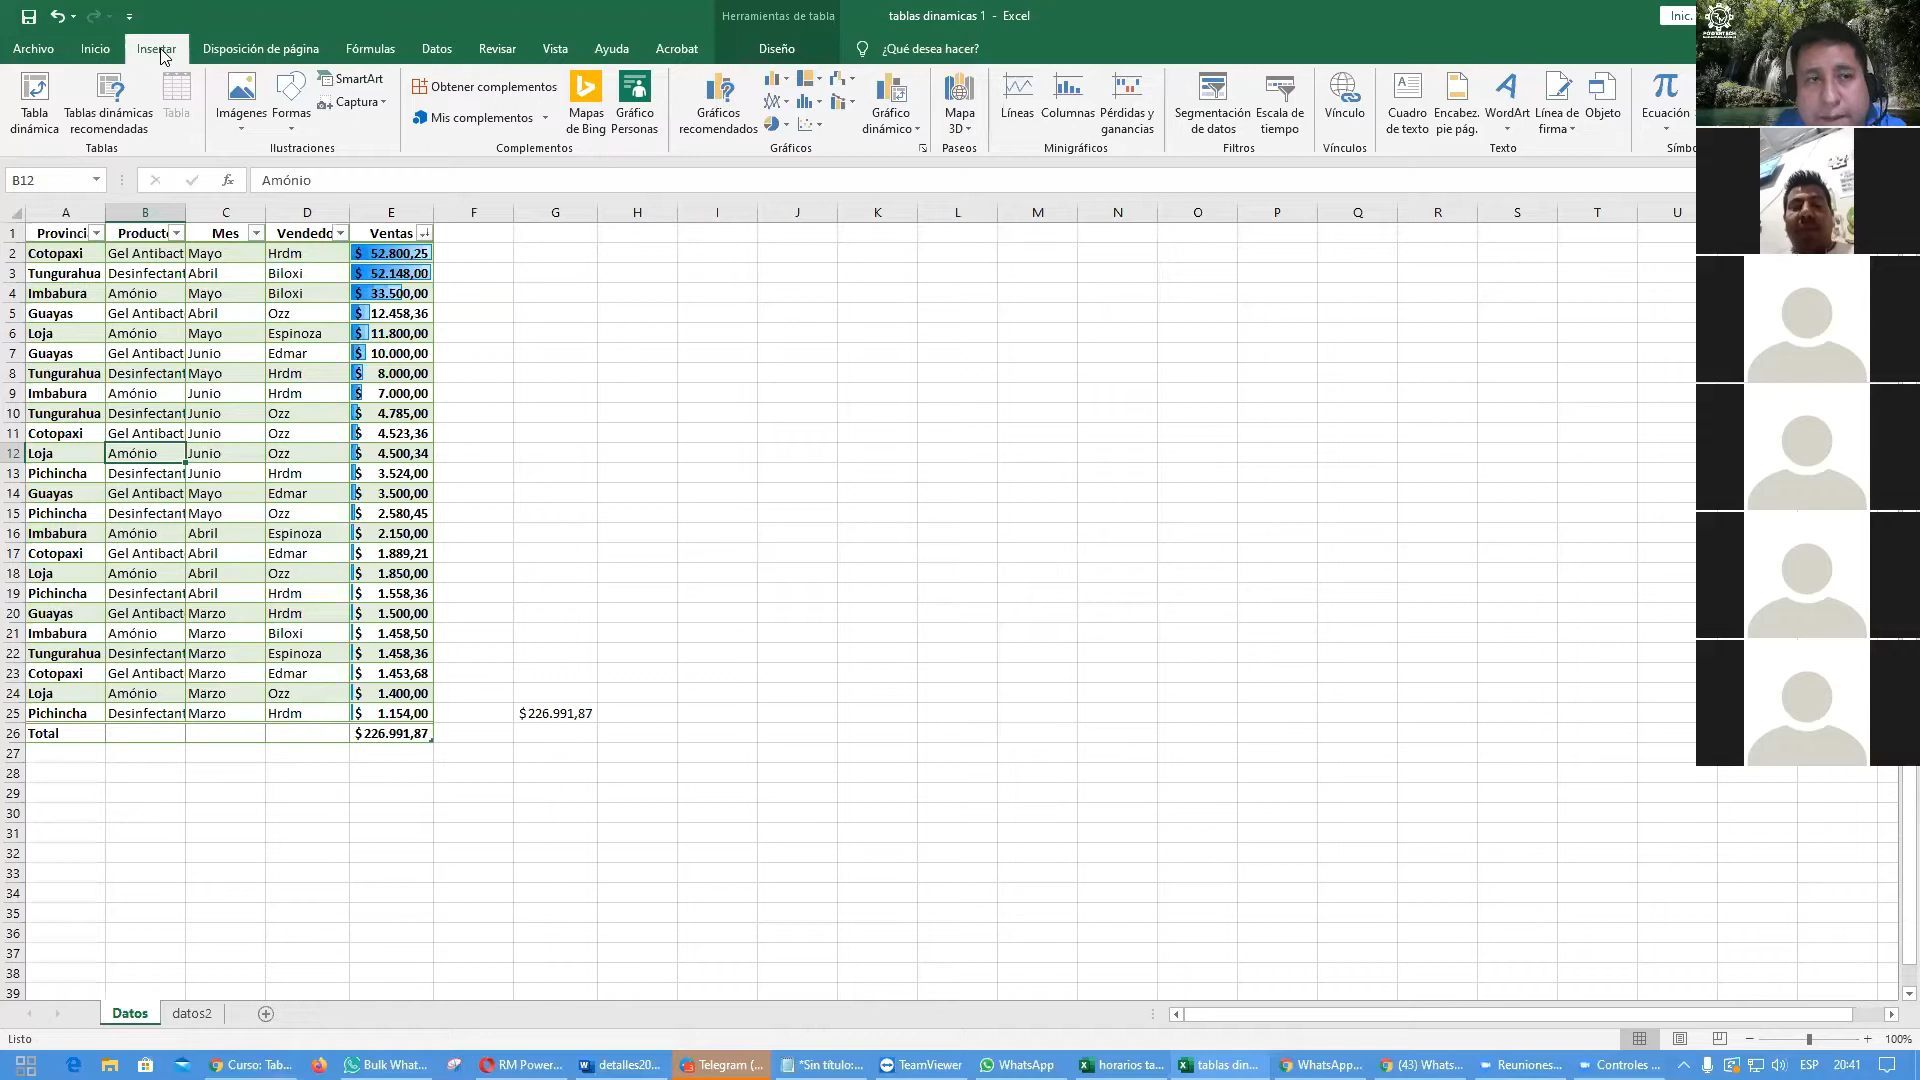 Herramientas de tabla
tablas dinamicas 1 - Excel
Inic.
Archivo Inicio Insertar Disposición de página Fórmulas Datos Revisar Vista Ayuda Acrobat Diseño ¿Qué desea hacer?
Tabla dinámica
Tablas dinámicas recomendadas
Tabla
Imágenes
Formas
SmartArt
Captura
Obtener complementos
Mis complementos
Mapas de Bing
Gráfico Personas
Gráficos recomendados
Gráfico dinámico
Mapa 3D
Líneas
Columnas
Pérdidas y ganancias
Segmentación de datos
Escala de tiempo
Vínculo
Cuadro de texto
Encabez. pie pág.
WordArt
Línea de firma
Objeto
Ecuación
Tablas Ilustraciones Complementos Gráficos Paseos Minigráficos Filtros Vínculos Texto Símbo
B12 fx Amónio
A B C D E F G H I J K L M N O P Q R S T U
1 Provinci Product Mes Vendedo Ventas
2 Cotopaxi Gel Antibact Mayo Hrdm $ 52.800,25
3 Tungurahua Desinfectant Abril Biloxi $ 52.148,00
4 Imbabura Amónio Mayo Biloxi $ 33.500,00
5 Guayas Gel Antibact Abril Ozz $ 12.458,36
6 Loja Amónio Mayo Espinoza $ 11.800,00
7 Guayas Gel Antibact Junio Edmar $ 10.000,00
8 Tungurahua Desinfectant Mayo Hrdm $ 8.000,00
9 Imbabura Amónio Junio Hrdm $ 7.000,00
10 Tungurahua Desinfectant Junio Ozz $ 4.785,00
11 Cotopaxi Gel Antibact Junio Ozz $ 4.523,36
12 Loja Amónio Junio Ozz $ 4.500,34
13 Pichincha Desinfectant Junio Hrdm $ 3.524,00
14 Guayas Gel Antibact Mayo Edmar $ 3.500,00
15 Pichincha Desinfectant Mayo Ozz $ 2.580,45
16 Imbabura Amónio Abril Espinoza $ 2.150,00
17 Cotopaxi Gel Antibact Abril Edmar $ 1.889,21
18 Loja Amónio Abril Ozz $ 1.850,00
19 Pichincha Desinfectant Abril Hrdm $ 1.558,36
20 Guayas Gel Antibact Marzo Hrdm $ 1.500,00
21 Imbabura Amónio Marzo Biloxi $ 1.458,50
22 Tungurahua Desinfectant Marzo Espinoza $ 1.458,36
23 Cotopaxi Gel Antibact Marzo Edmar $ 1.453,68
24 Loja Amónio Marzo Ozz $ 1.400,00
25 Pichincha Desinfectant Marzo Hrdm $ 1.154,00 $ 226.991,87
26 Total $ 226.991,87
27
28
29
30
31
32
33
34
35
36
37
38
39
Datos datos2
Listo 100%
Curso: Tab... Bulk What... RM Power... detalles20... Telegram (... *Sin título:... TeamViewer WhatsApp horarios ta... tablas din... WhatsApp... (43) Whats... Reuniones... Controles ... ESP 20:41